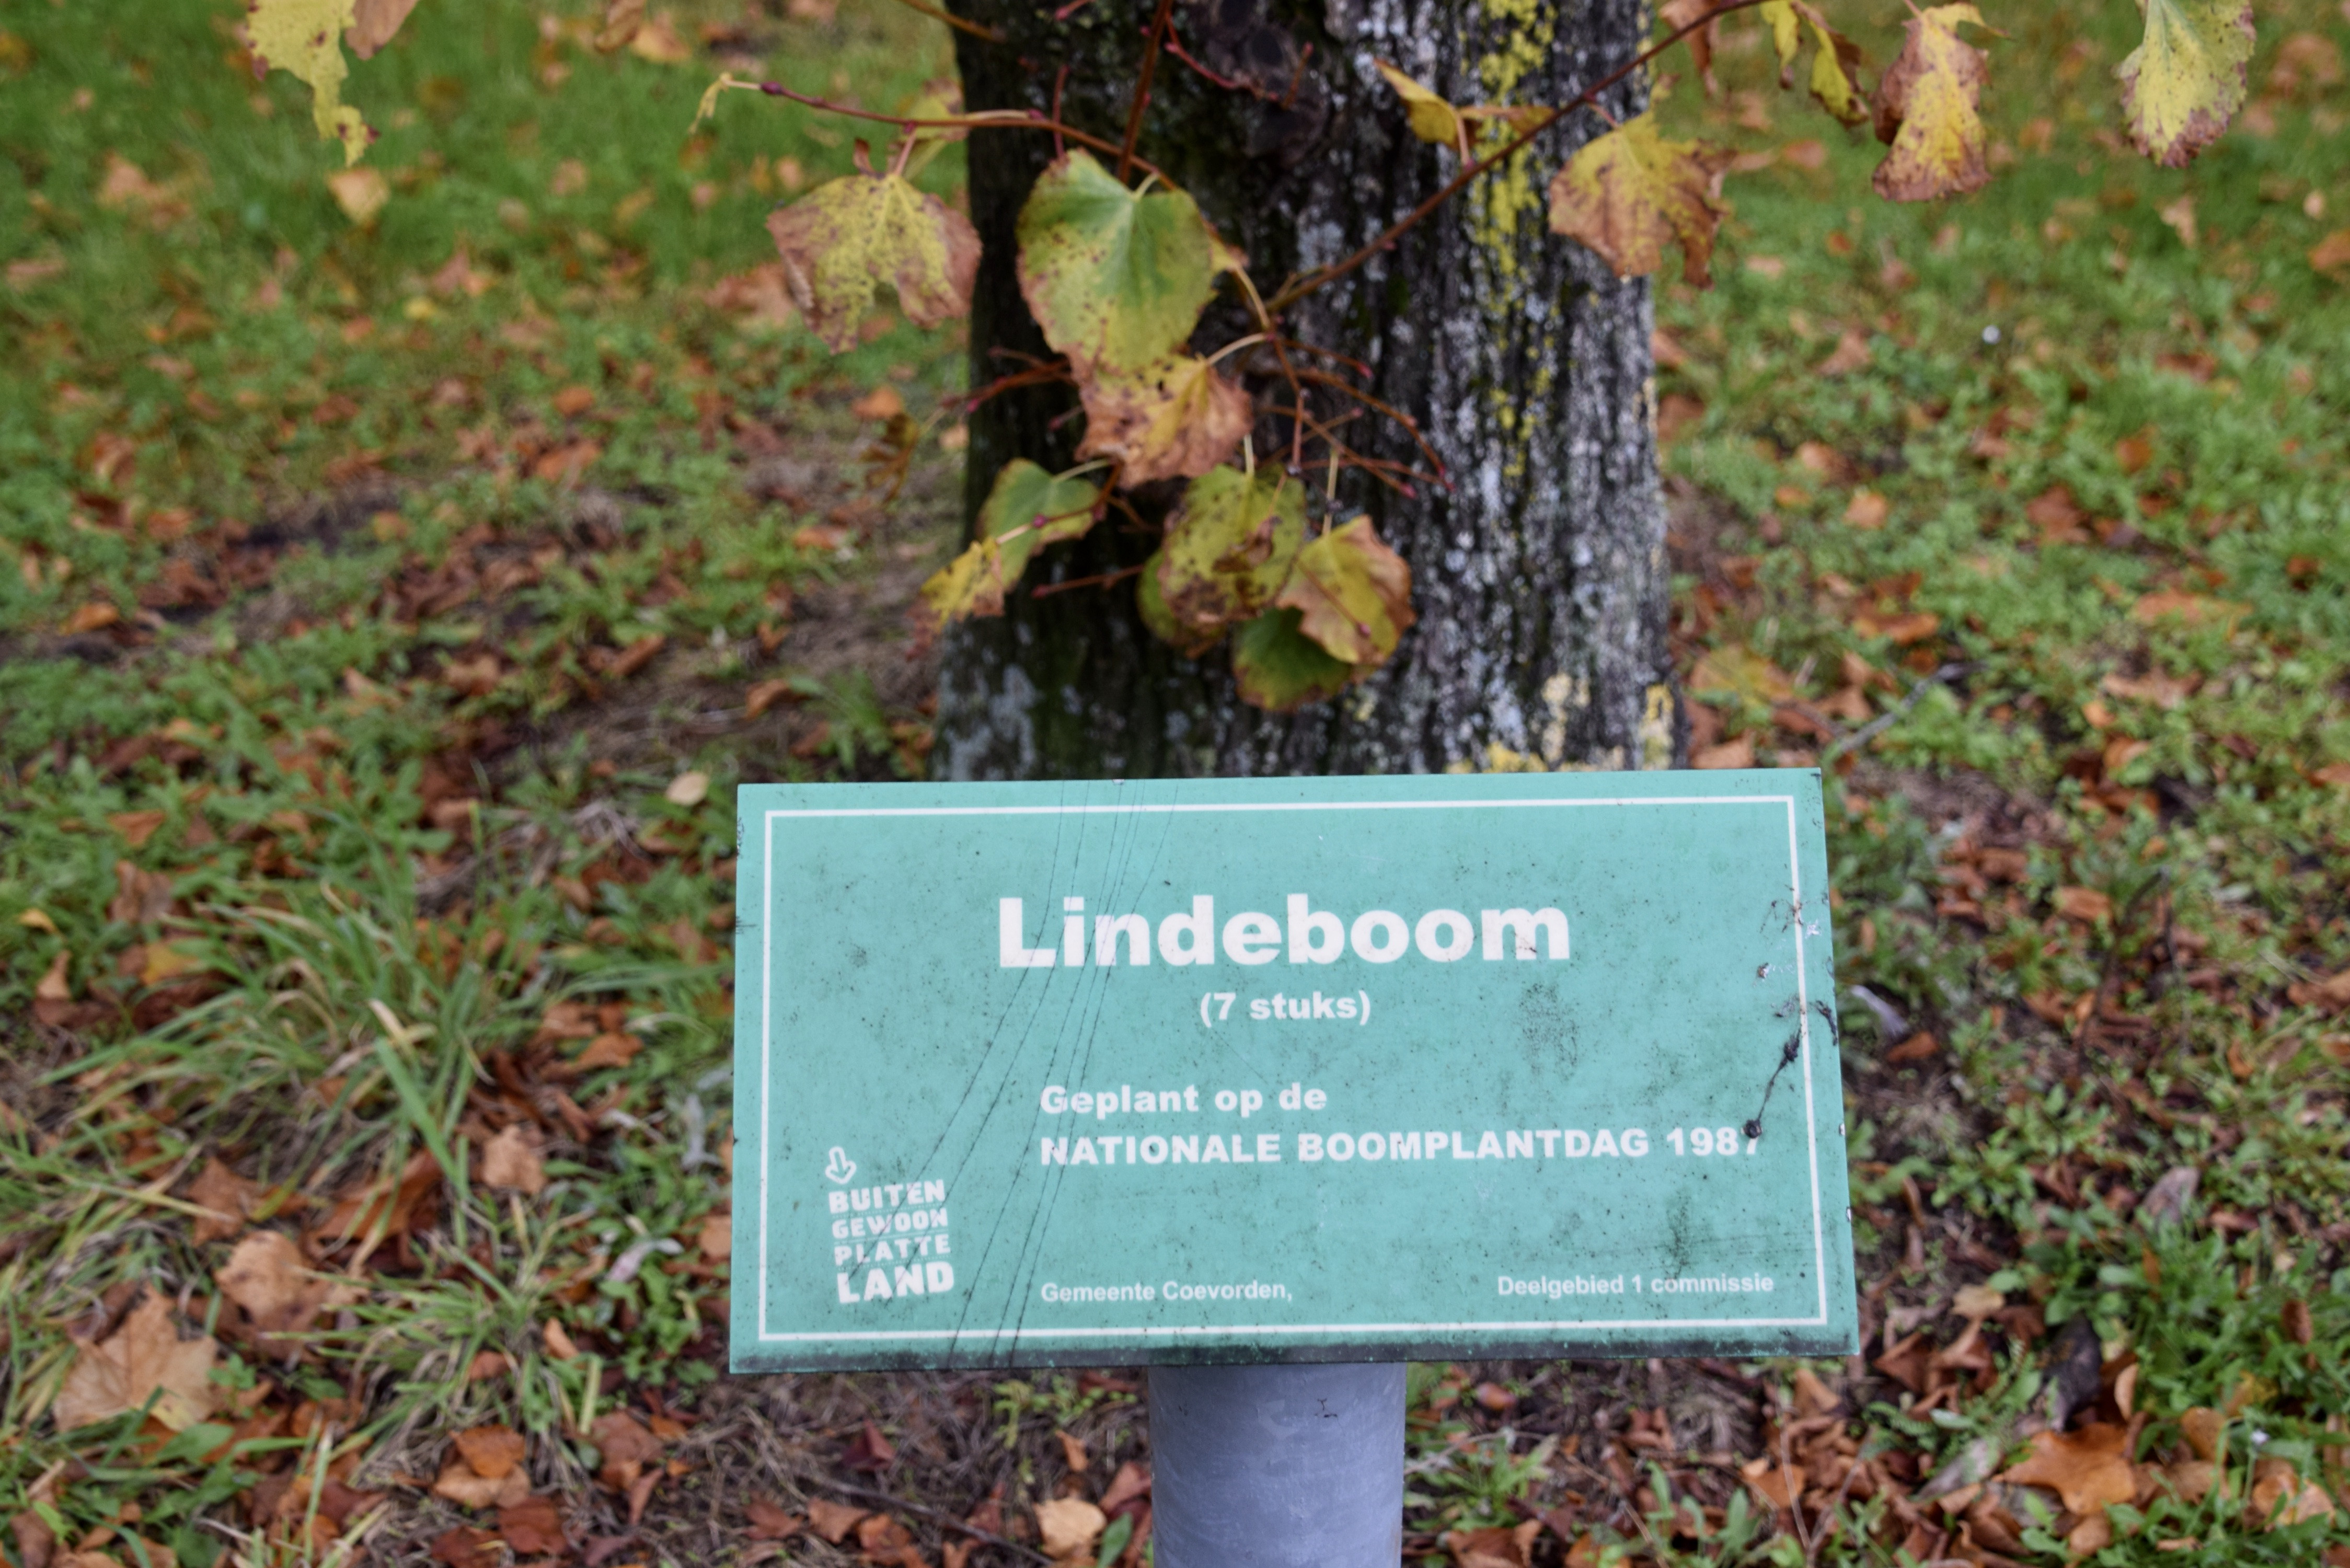 Lindeboom
(7 stuks)
Geplant op de
NATIONALE BOOMPLANTDAG 1987
BUITEN
GEWOON
PLATTE
LAND
Gemeente Coevorden,
Deelgebied 1 commissie